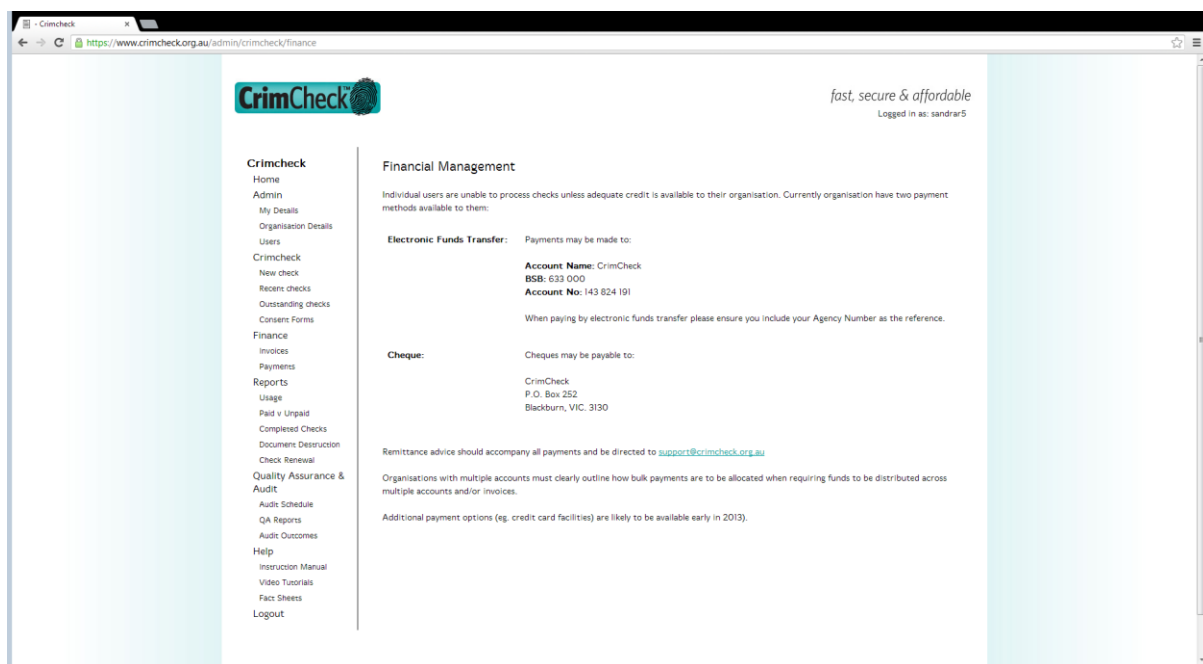 - Crimcheck
https://www.crimcheck.org.au/admin/crimcheck/finance
CrimCheck™
fast, secure & affordable
Logged in as: sandrar5
Crimcheck
Home
Admin
My Details
Organisation Details
Users
Crimcheck
New check
Recent checks
Outstanding checks
Consent Forms
Finance
Invoices
Payments
Reports
Usage
Paid v Unpaid
Completed Checks
Document Destruction
Check Renewal
Quality Assurance &
Audit
Audit Schedule
QA Reports
Audit Outcomes
Help
Instruction Manual
Video Tutorials
Fact Sheets
Logout
Financial Management
Individual users are unable to process checks unless adequate credit is available to their organisation. Currently organisation have two payment
methods available to them:
Electronic Funds Transfer: Payments may be made to:
Account Name: CrimCheck
BSB: 633 000
Account No: 143 824 191
When paying by electronic funds transfer please ensure you include your Agency Number as the reference.
Cheque: Cheques may be payable to:
CrimCheck
P.O. Box 252
Blackburn, VIC. 3130
Remittance advice should accompany all payments and be directed to support@crimcheck.org.au
Organisations with multiple accounts must clearly outline how bulk payments are to be allocated when requiring funds to be distributed across
multiple accounts and/or invoices.
Additional payment options (eg. credit card facilities) are likely to be available early in 2013).